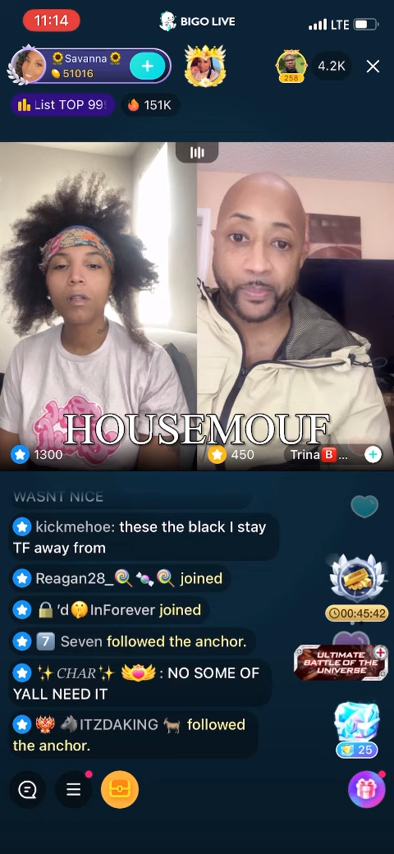 11:14
BIGO LIVE
LTE
🌻Savanna🌻
51016
258
4.2K
List TOP 99
151K
HOUSEMOUF
1300
450
Trina🅱...
WASNT NICE
kickmehoe: these the black I stay
TF away from
Reagan28_🍭🍬🍭 joined
🔒'd🤫InForever joined
7️⃣ Seven followed the anchor.
✨𝐶𝐻𝐴𝑅✨ : NO SOME OF
YALL NEED IT
🐴ITZDAKING🐐 followed
the anchor.
00:45:42
ULTIMATE
BATTLE OF THE
UNIVERSE
25